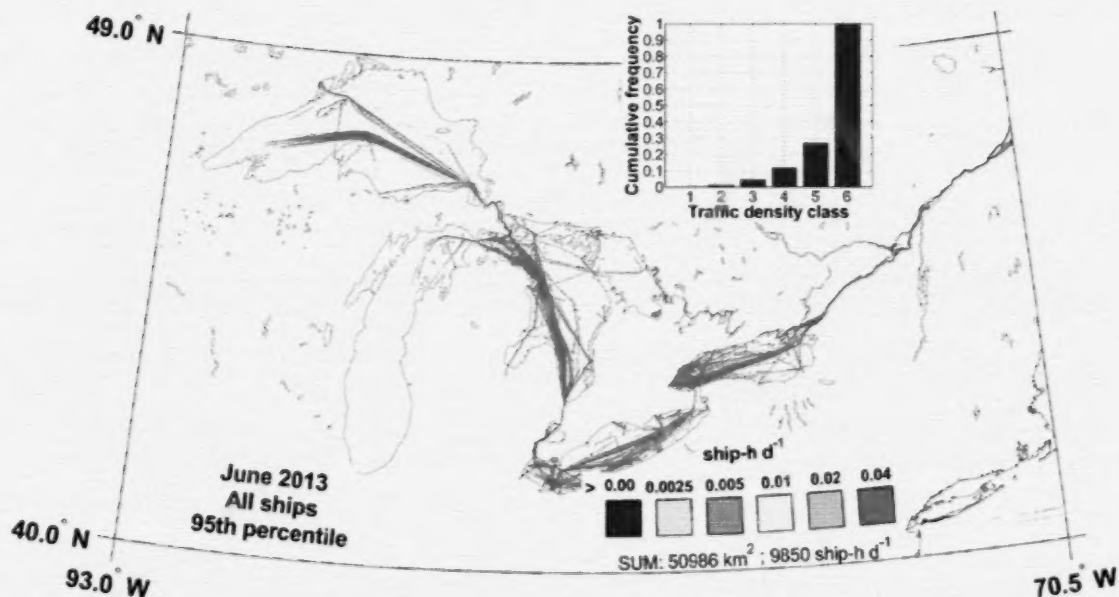 49.0° N
Cumulative frequency
1
0.9
0.8
0.7
0.6
0.5
0.4
0.3
0.2
0.1
0
1 2 3 4 5 6
Traffic density class
June 2013
All ships
95th percentile
ship-h d⁻¹
> 0.00 0.0025 0.005 0.01 0.02 0.04
SUM: 50986 km² ; 9850 ship-h d⁻¹
40.0° N
93.0° W
70.5° W